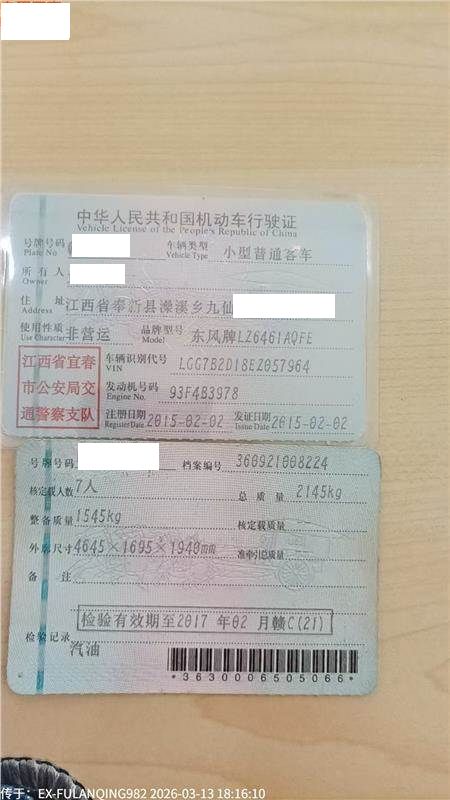 中华人民共和国机动车行驶证
Vehicle License of the People's Republic of China
号牌号码 车辆类型 小型普通客车
Plate No Vehicle Type
所有人
Owner
住址 江西省奉新县澡溪乡九仙
Address
使用性质 非营运 品牌型号 东风牌LZ6461AQFE
Use Character Model
江西省宜春
市公安局交
通警察支队
车辆识别代号 LGG7B2D18EZ057964
VIN
发动机号码 93F4B3978
Engine No.
注册日期 2015-02-02 发证日期 2015-02-02
Register Date Issue Date
号牌号码 档案编号 360921008224
核定载人数 7人 总质量 2145kg
整备质量 1545kg 核定载质量 --
外廓尺寸 4645×1695×1940mm 准牵引总质量 --
备注
检验有效期至2017年02月赣C(21)
检验记录
汽油
*3630006505066*
传于：EX-FULANQING982 2026-03-13 18:16:10